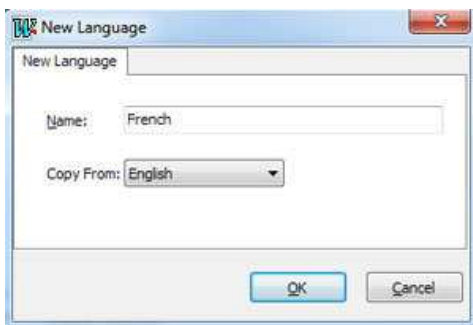 New Language
New Language
Name: French
Copy From: English
OK Cancel